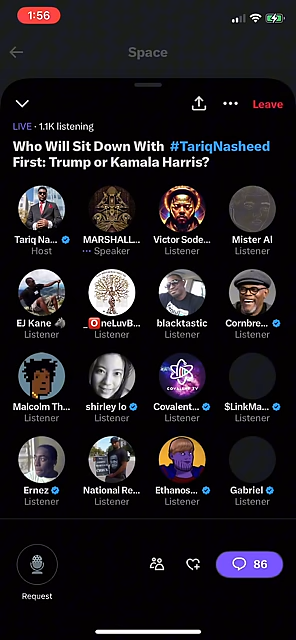 1:56
Space
Leave
LIVE · 1.1K listening
Who Will Sit Down With #TariqNasheed
First: Trump or Kamala Harris?
Tariq Na... MARSHALL... Victor Sode... Mister Al
Host Speaker Listener Listener
EJ Kane _🅾️neLuvB... blacktastic Cornbre...
Listener Listener Listener Listener
Malcolm Th... shirley lo Covalent... $LinkMa...
Listener Listener Listener Listener
Ernez National Re... Ethanos... Gabriel
Listener Listener Listener Listener
86
Request